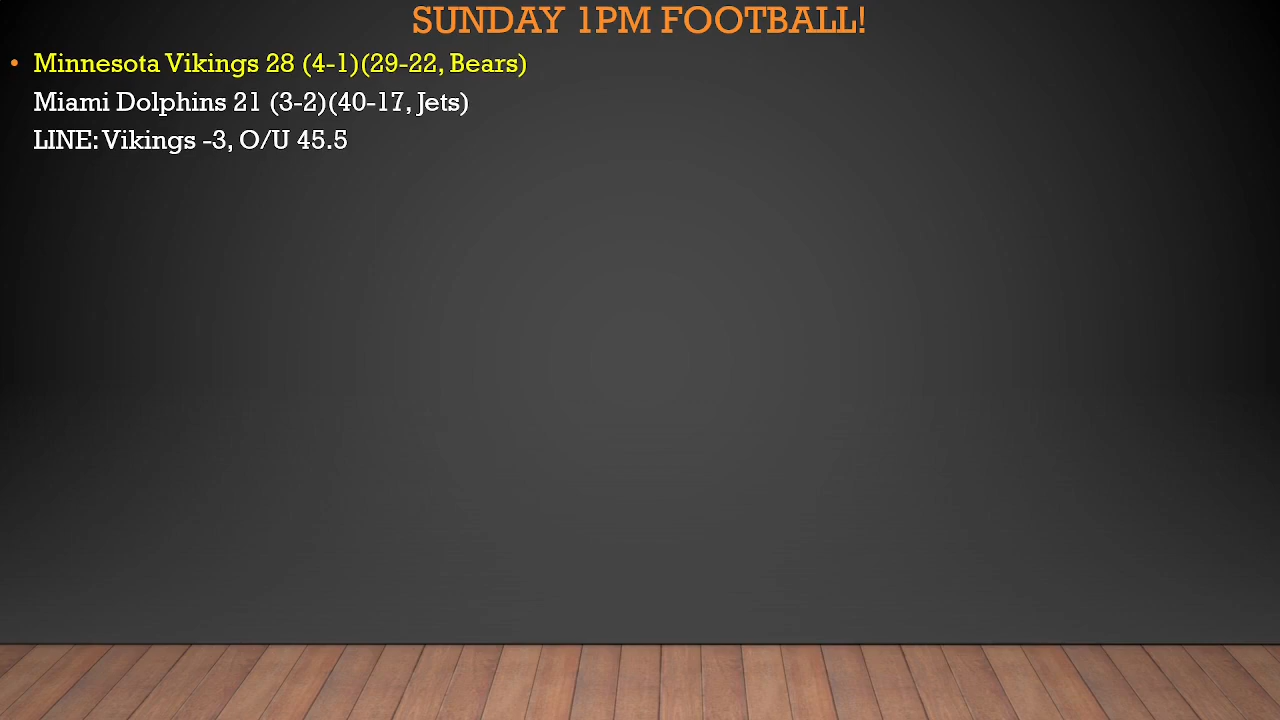 SUNDAY 1PM FOOTBALL!
• Minnesota Vikings 28 (4-1)(29-22, Bears)
Miami Dolphins 21 (3-2)(40-17, Jets)
LINE: Vikings -3, O/U 45.5